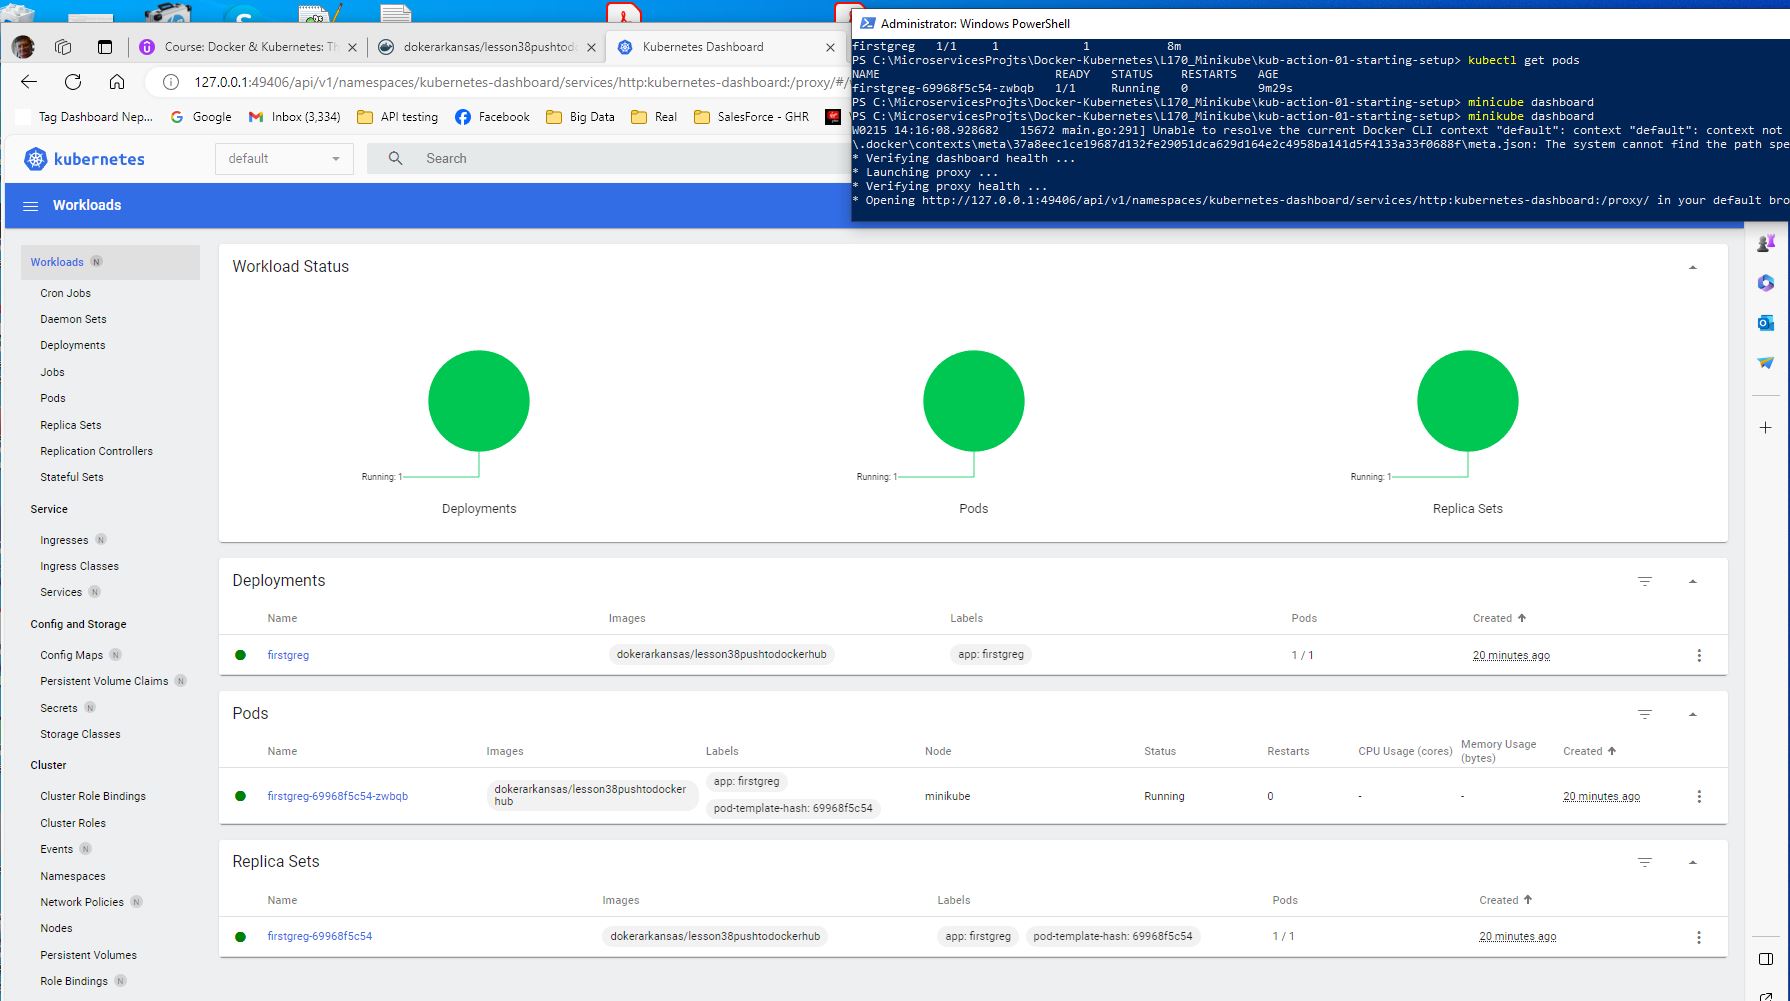 Administrator: Windows PowerShell
firstgreg 1/1 1 1 8m
PS C:\MicroservicesProjts\Docker-Kubernetes\L170_Minikube\kub-action-01-starting-setup> kubectl get pods
NAME READY STATUS RESTARTS AGE
firstgreg-69968f5c54-zwbqb 1/1 Running 0 9m29s
PS C:\MicroservicesProjts\Docker-Kubernetes\L170_Minikube\kub-action-01-starting-setup> minicube dashboard
PS C:\MicroservicesProjts\Docker-Kubernetes\L170_Minikube\kub-action-01-starting-setup> minikube dashboard
W0215 14:16:08.928682 15672 main.go:291] Unable to resolve the current Docker CLI context "default": context "default": context not
\.docker\contexts\meta\37a8eec1ce19687d132fe29051dca629d164e2c4958ba141d5f4133a33f0688f\meta.json: The system cannot find the path spe
* Verifying dashboard health ...
* Launching proxy ...
* Verifying proxy health ...
* Opening http://127.0.0.1:49406/api/v1/namespaces/kubernetes-dashboard/services/http:kubernetes-dashboard:/proxy/ in your default bro
Course: Docker & Kubernetes: Th
dokerarkansas/lesson38pushtodo
Kubernetes Dashboard
127.0.0.1:49406/api/v1/namespaces/kubernetes-dashboard/services/http:kubernetes-dashboard:/proxy/#/
Tag Dashboard Nep... Google Inbox (3,334) API testing Facebook Big Data Real SalesForce - GHR
kubernetes default Search
Workloads
Workloads N
Cron Jobs
Daemon Sets
Deployments
Jobs
Pods
Replica Sets
Replication Controllers
Stateful Sets
Service
Ingresses N
Ingress Classes
Services N
Config and Storage
Config Maps N
Persistent Volume Claims N
Secrets N
Storage Classes
Cluster
Cluster Role Bindings
Cluster Roles
Events N
Namespaces
Network Policies N
Nodes
Persistent Volumes
Role Bindings N
Workload Status
Running: 1 Running: 1 Running: 1
Deployments Pods Replica Sets
Deployments
Name Images Labels Pods Created
firstgreg dokerarkansas/lesson38pushtodockerhub app: firstgreg 1 / 1 20 minutes ago
Pods
Name Images Labels Node Status Restarts CPU Usage (cores) Memory Usage (bytes) Created
firstgreg-69968f5c54-zwbqb dokerarkansas/lesson38pushtodockerhub app: firstgreg pod-template-hash: 69968f5c54 minikube Running 0 - - 20 minutes ago
Replica Sets
Name Images Labels Pods Created
firstgreg-69968f5c54 dokerarkansas/lesson38pushtodockerhub app: firstgreg pod-template-hash: 69968f5c54 1 / 1 20 minutes ago